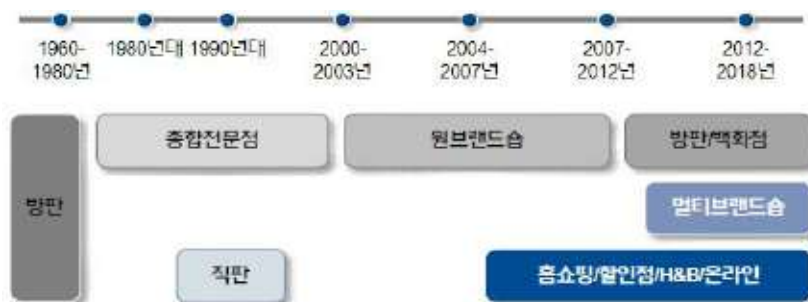 1960-
1980년
1980년대
1990년대
2000-
2003년
2004-
2007년
2007-
2012년
2012-
2018년
방판
종합전문점
원브랜드숍
방판/백화점
멀티브랜드숍
직판
홈쇼핑/할인점/H&B/온라인